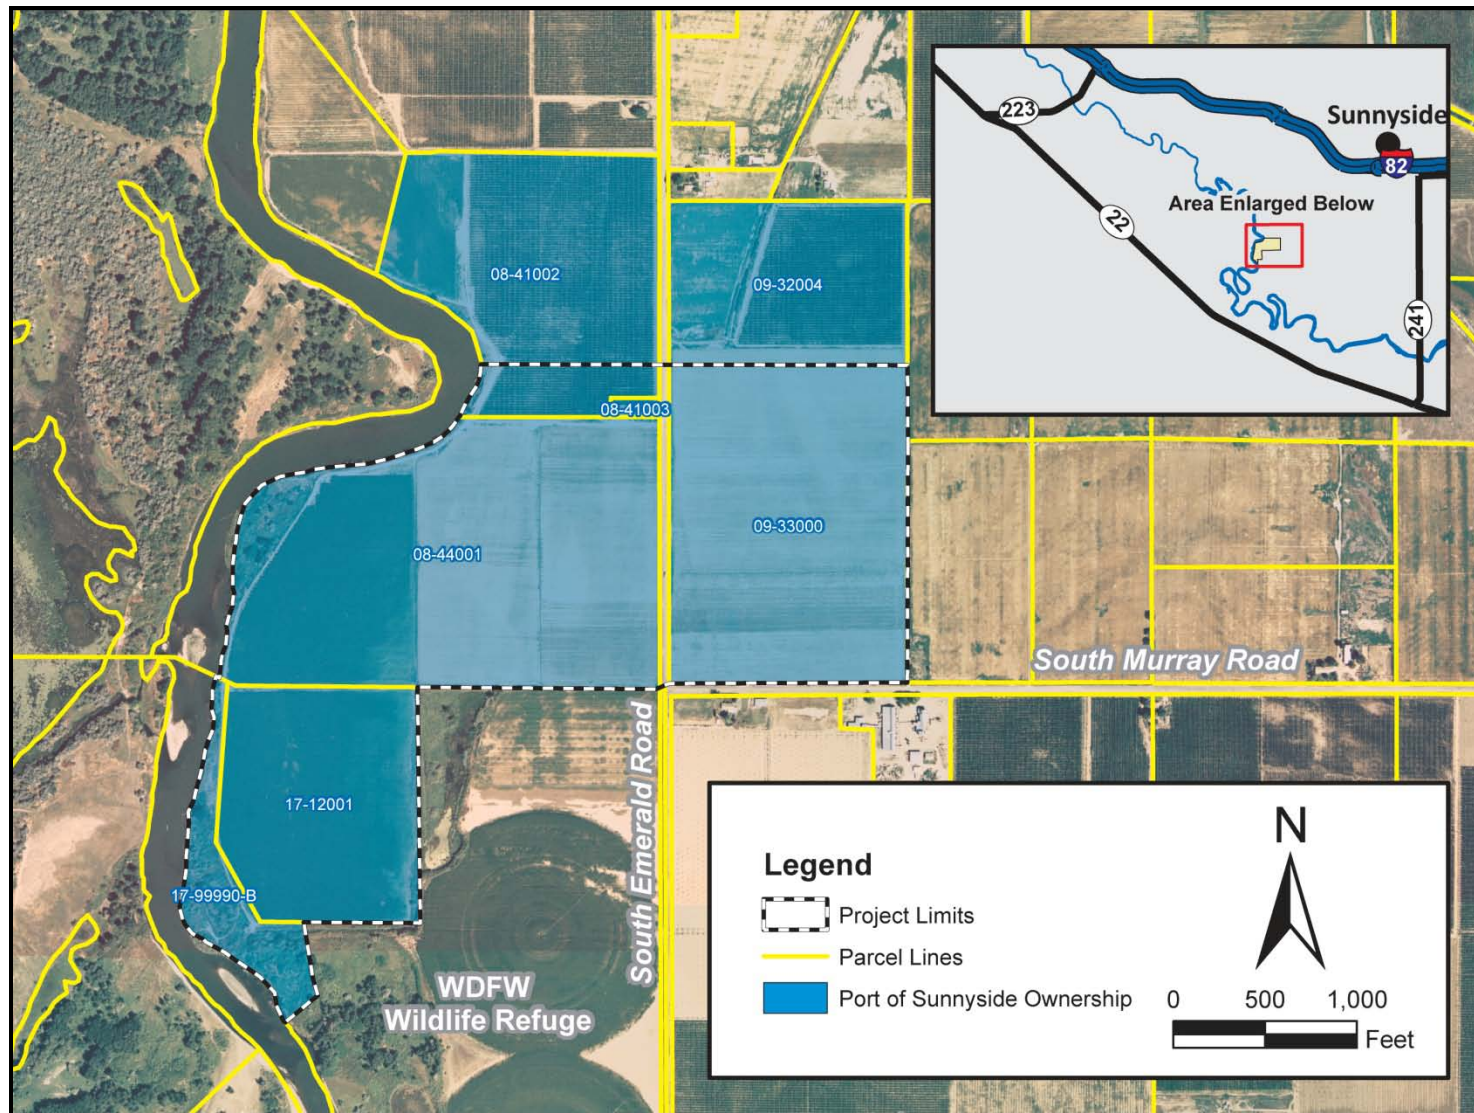 223
Sunnyside
82
Area Enlarged Below
22
241
08-41002
09-32004
08-41003
09-33000
08-44001
South Murray Road
17-12001
South Emerald Road
17-99990-B
WDFW
Wildlife Refuge
Legend
Project Limits
Parcel Lines
Port of Sunnyside Ownership
N
0 500 1,000
Feet